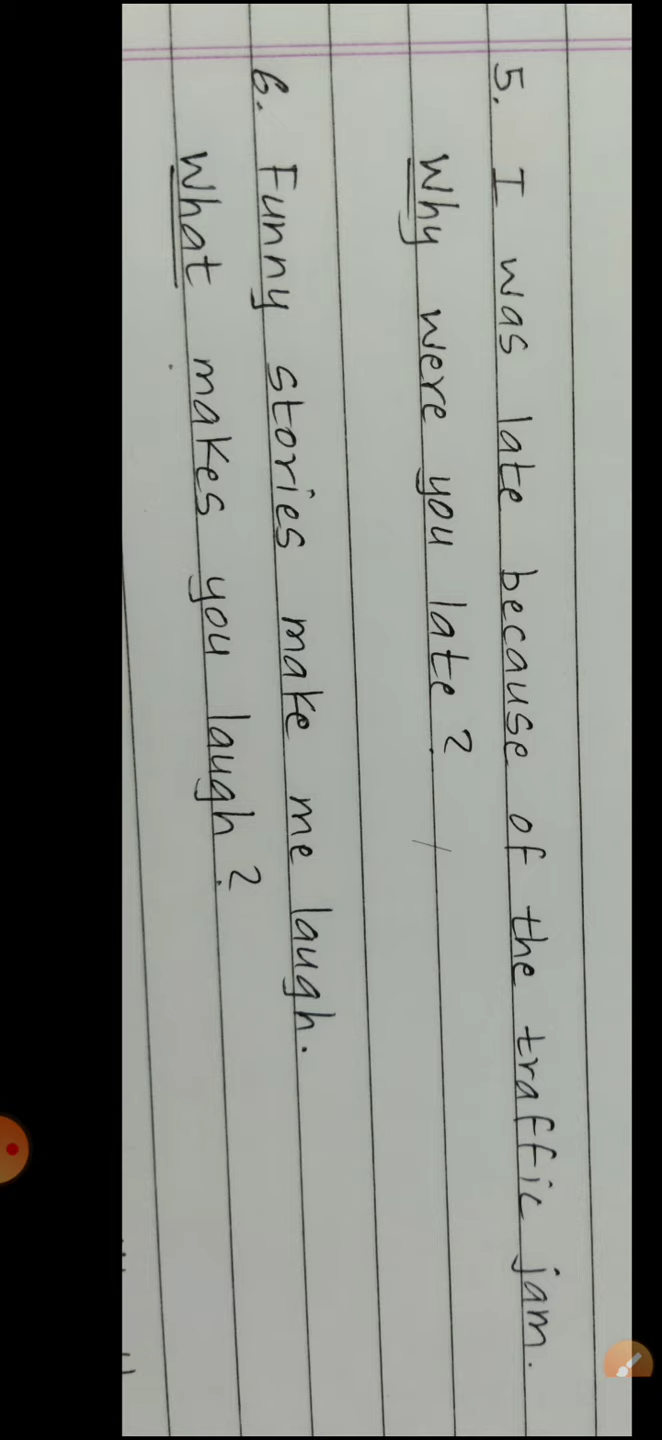 5. I was late because of the traffic jam.
Why were you late?
6. Funny stories make me laugh.
What makes you laugh?